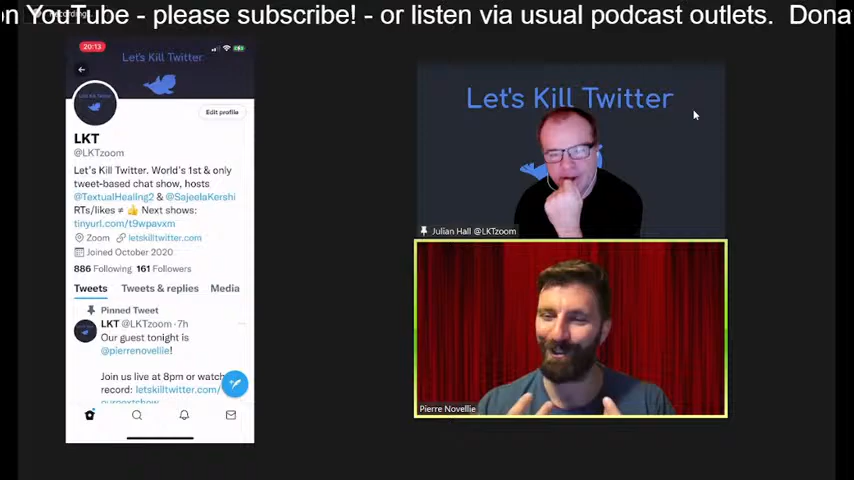 n YouTube - please subscribe! - or listen via usual podcast outlets. Dona
20:13
Let's Kill Twitter
Edit profile
LKT
@LKTzoom
Let's Kill Twitter. World's 1st & only
tweet-based chat show, hosts
@TextualHealing2 & @SajeelaKershi
RTs/likes ≠ 👍 Next shows:
tinyurl.com/t9wpavxm
Zoom letskilltwitter.com
Joined October 2020
886 Following 161 Followers
Tweets Tweets & replies Media
Pinned Tweet
LKT @LKTzoom · 7h
Our guest tonight is
@pierrenovellie!
Join us live at 8pm or watch
record: letskilltwitter.com/
ournextshow
Let's Kill Twitter
Julian Hall @LKTzoom
Pierre Novellie